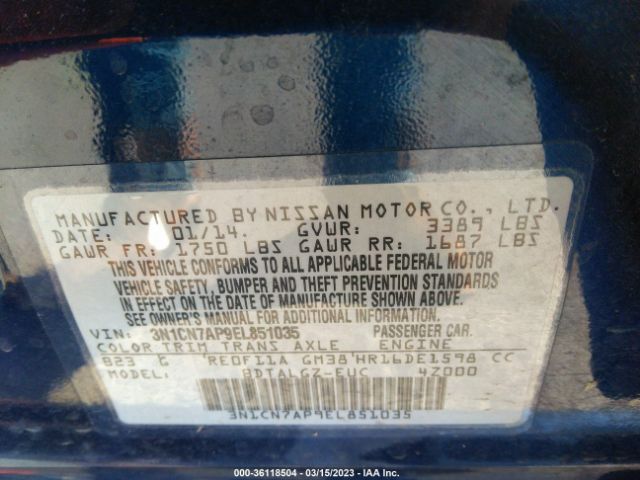 MANUFACTURED BY NISSAN MOTOR CO., LTD.
DATE: 01/14. GVWR: 3389 LBS
GAWR FR: 1750 LBS GAWR RR: 1687 LBS
THIS VEHICLE CONFORMS TO ALL APPLICABLE FEDERAL MOTOR
VEHICLE SAFETY, BUMPER AND THEFT PREVENTION STANDARDS
IN EFFECT ON THE DATE OF MANUFACTURE SHOWN ABOVE.
SEE OWNER'S MANUAL FOR ADDITIONAL INFORMATION.
VIN: 3N1CN7AP9EL851035 PASSENGER CAR.
COLOR TRIM TRANS AXLE ENGINE
B23 G RE0F11A GM38 HR16DE1598 CC
BDTALGZ-EUC 4Z000
3N1CN7AP9EL851035
000-36118504 - 03/15/2023 - IAA Inc.